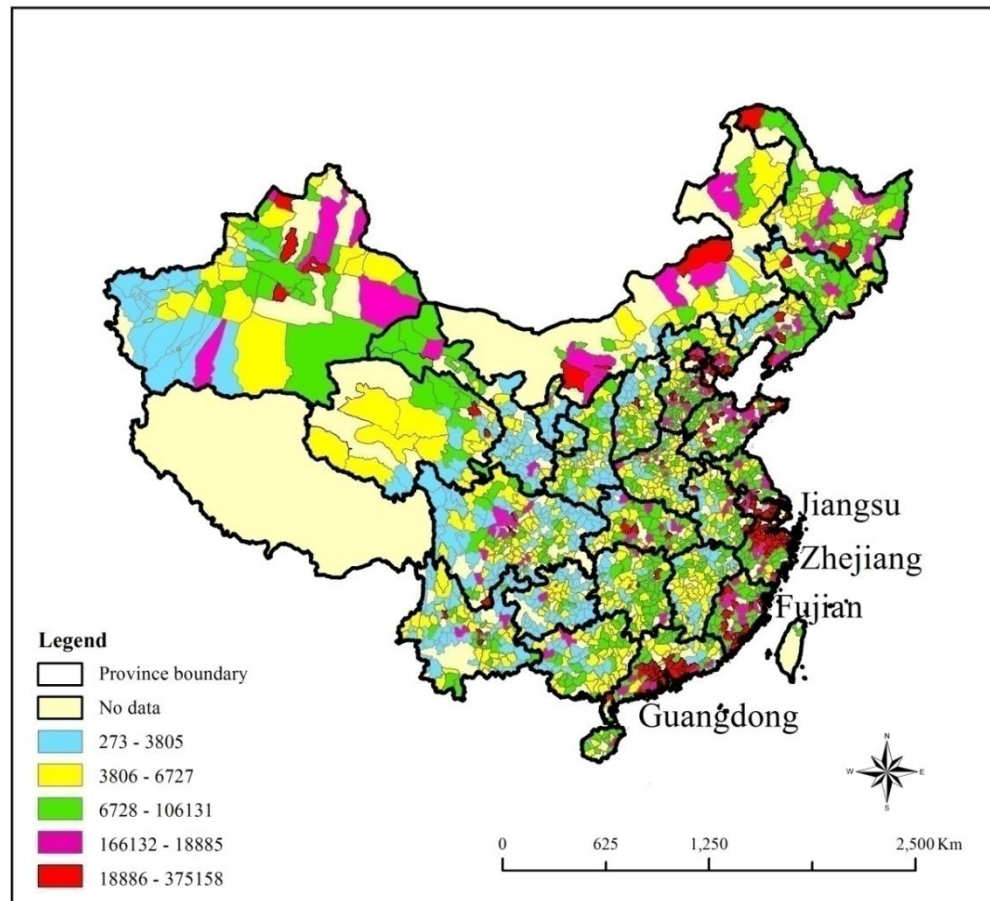 Jiangsu
Zhejiang
Fujian
Guangdong
Legend
Province boundary
No data
273 - 3805
3806 - 6727
6728 - 106131
166132 - 18885
18886 - 375158
N
W E
S
0 625 1,250 2,500 Km